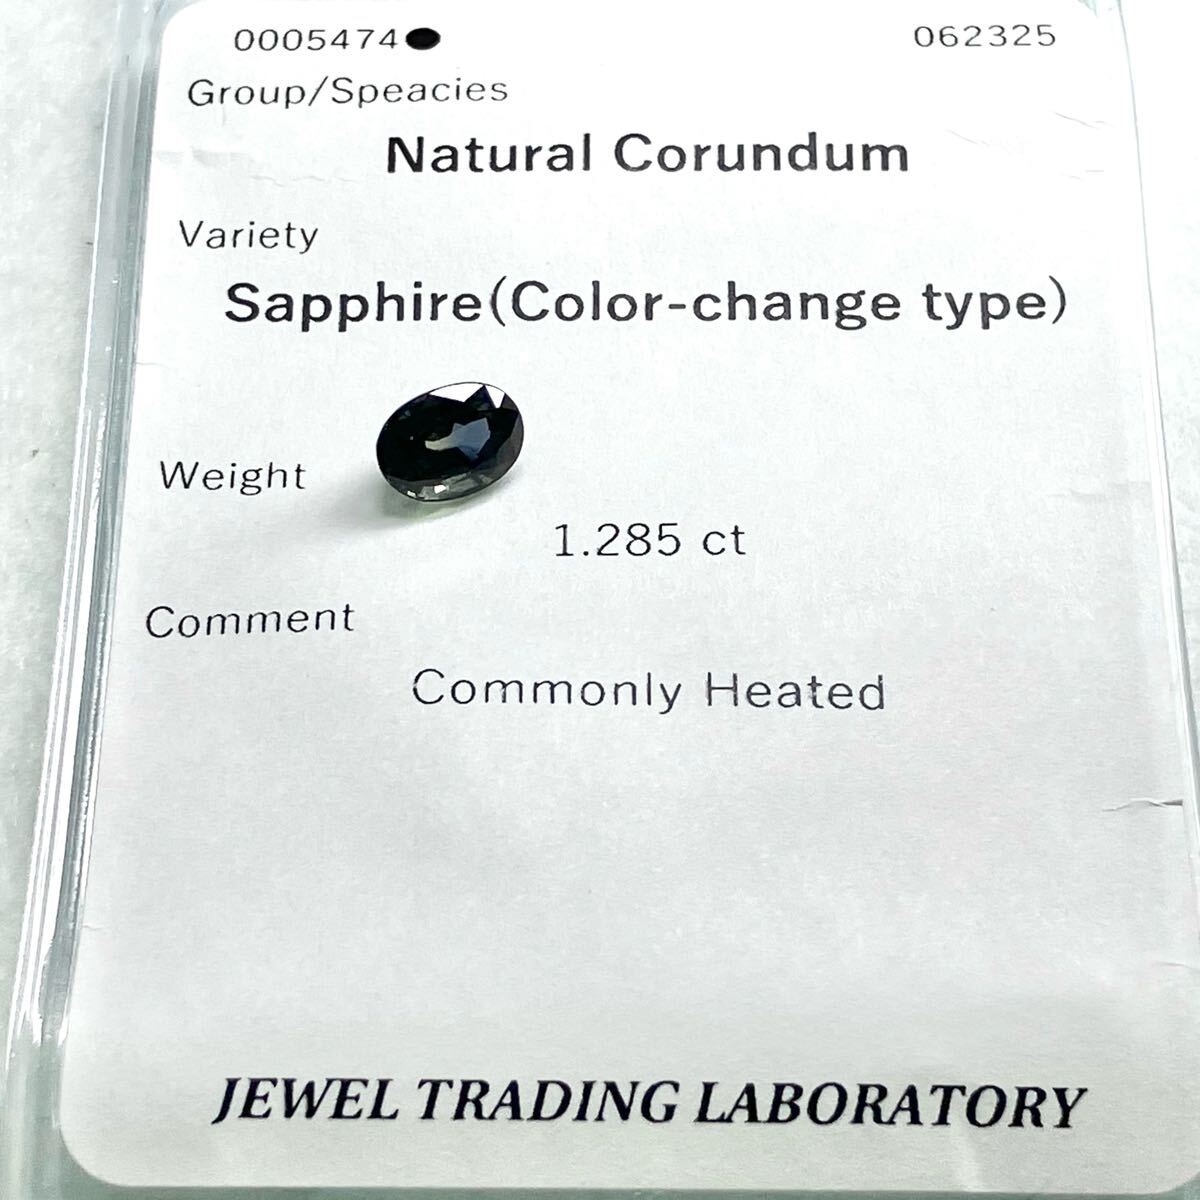 0005474● 062325
Group/Speacies
Natural Corundum
Variety
Sapphire(Color-change type)
Weight
1.285 ct
Comment
Commonly Heated
JEWEL TRADING LABORATORY